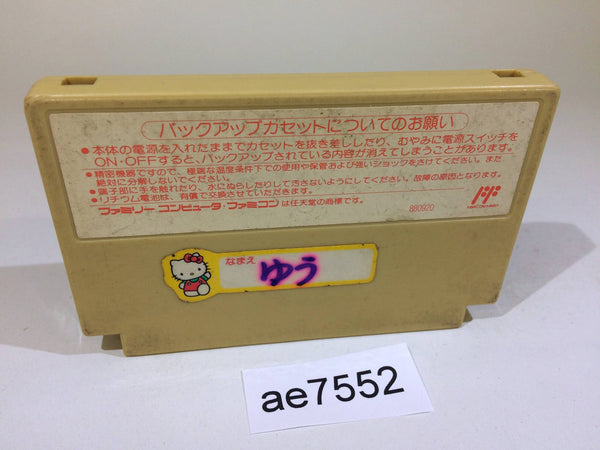 バックアップカセットについてのお願い
●本体の電源を入れたままでカセットを抜き差ししたり、むやみに電源スイッチを
ON・OFFすると、バックアップされている内容が消えてしまうことがあります。
●精密機器ですので、極端な温度条件下での使用や保管および強いショックをさけてください。また
絶対に分解しないでください。
●端子部に手を触れたり、水にぬらしたりして汚さないようにしてください。故障の原因となります。
●リチウム電池は、有償で交換させていただきます。
ファミリーコンピュータ・ファミコンは任天堂の商標です。
880920
なまえ
ゆう
ae7552